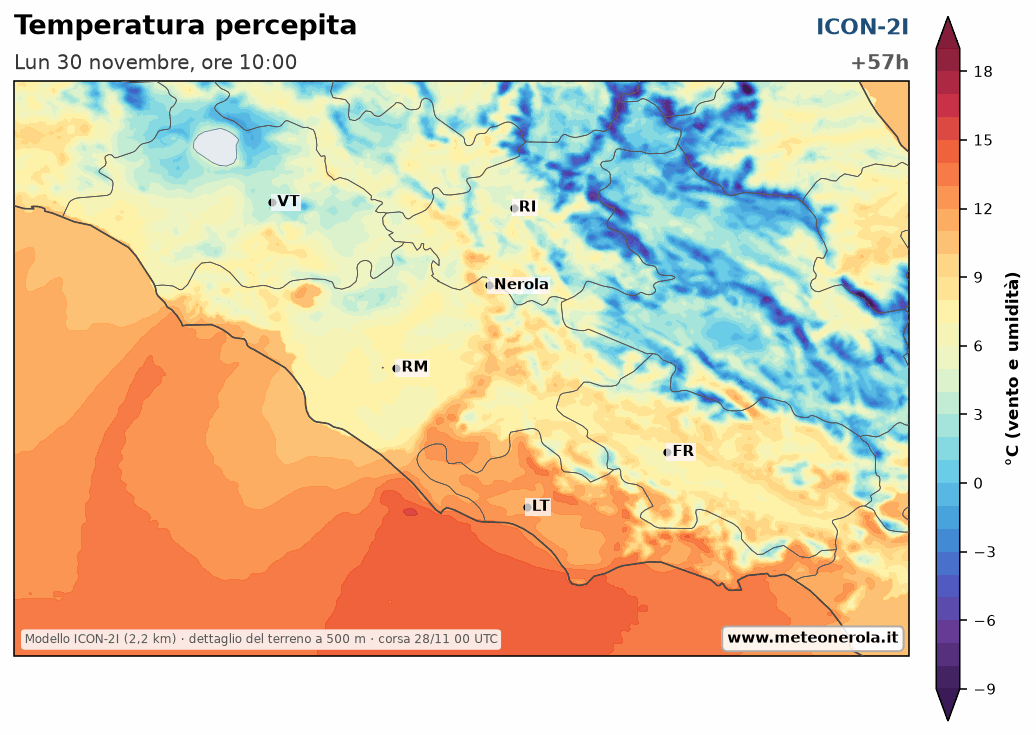 Temperatura percepita
ICON-2I
Lun 30 novembre, ore 10:00
+57h
VT
RI
Nerola
RM
FR
LT
Modello ICON-2I (2,2 km) · dettaglio del terreno a 500 m · corsa 28/11 00 UTC
www.meteonerola.it
18
15
12
9
6
3
0
−3
−6
−9
°C (vento e umidità)